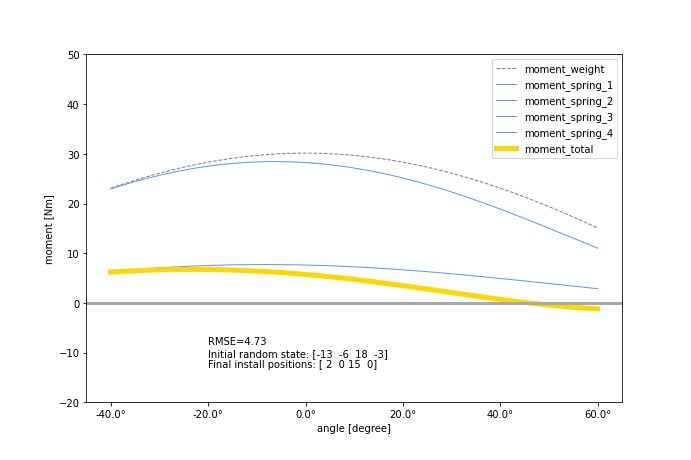 50
40
30
20
10
0
−10
−20
moment [Nm]
moment_weight
moment_spring_1
moment_spring_2
moment_spring_3
moment_spring_4
moment_total
RMSE=4.73
Initial random state: [-13  -6  18  -3]
Final install positions: [ 2  0 15  0]
-40.0° -20.0° 0.0° 20.0° 40.0° 60.0°
angle [degree]